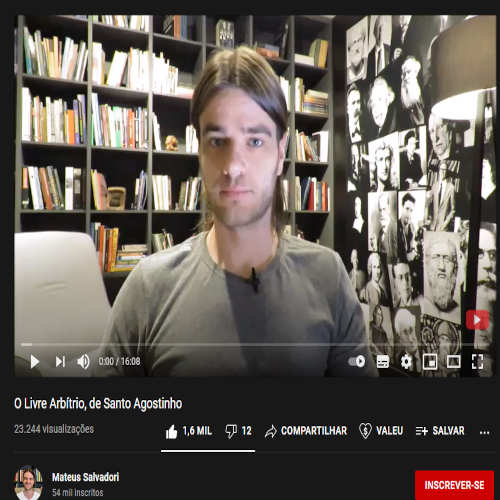 0:00 / 16:08
O Livre Arbítrio, de Santo Agostinho
23.244 visualizações
1,6 MIL 12 COMPARTILHAR VALEU SALVAR
Mateus Salvadori
54 mil inscritos
INSCREVER-SE